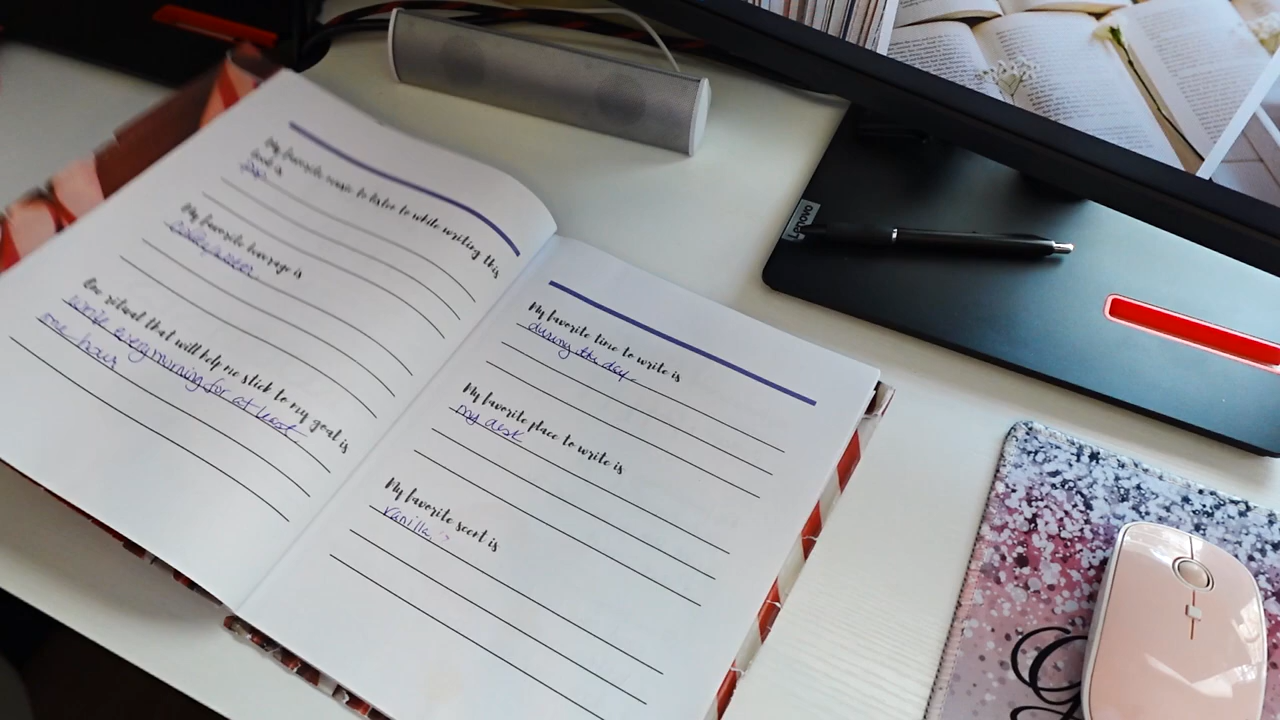 My favorite music to listen to while writing this
book is
pop
My favorite beverage is
coffee,
One ritual that will help me stick to my goal is
write every morning for at least
one hour
My favorite time to write is
during the day
My favorite place to write is
my desk
My favorite scent is
vanilla
Lenovo